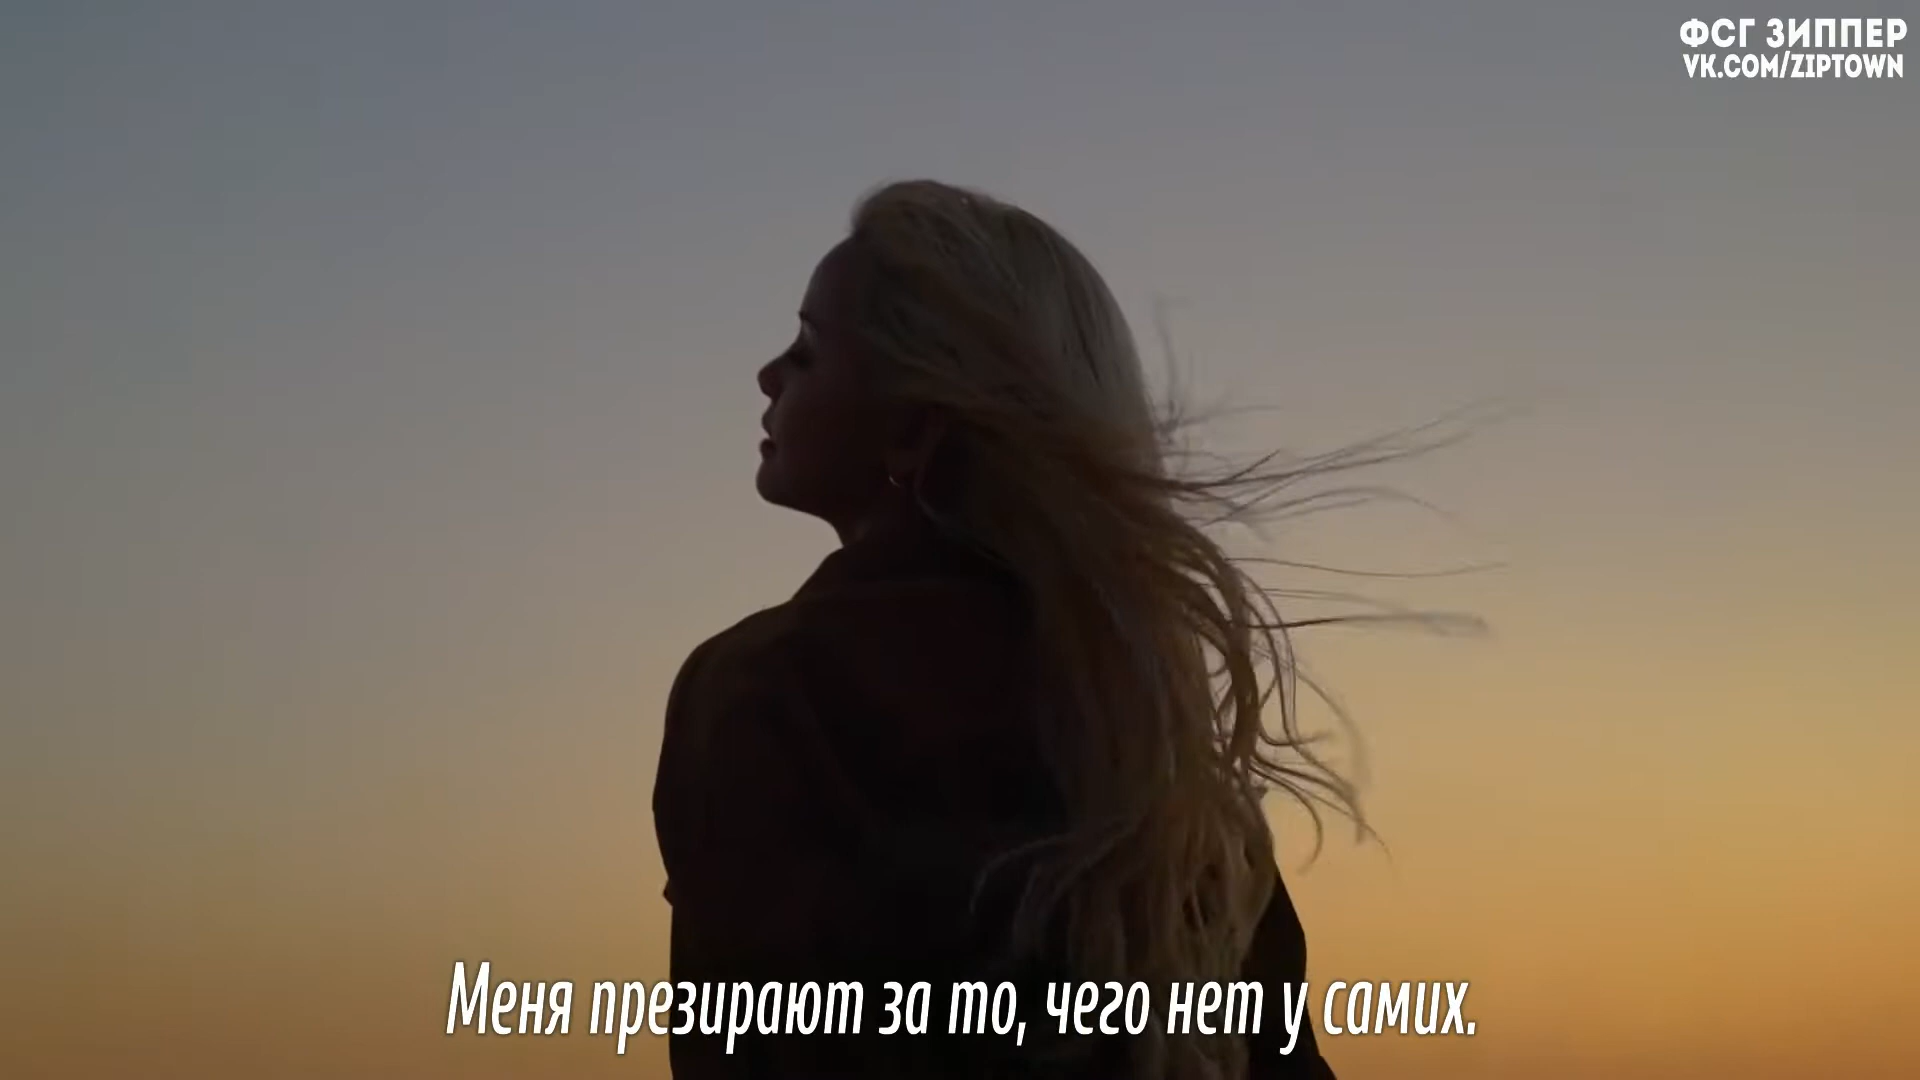 ФСГ ЗИППЕР
VK.COM/ZIPTOWN
Меня презирают за то, чего нет у самих.